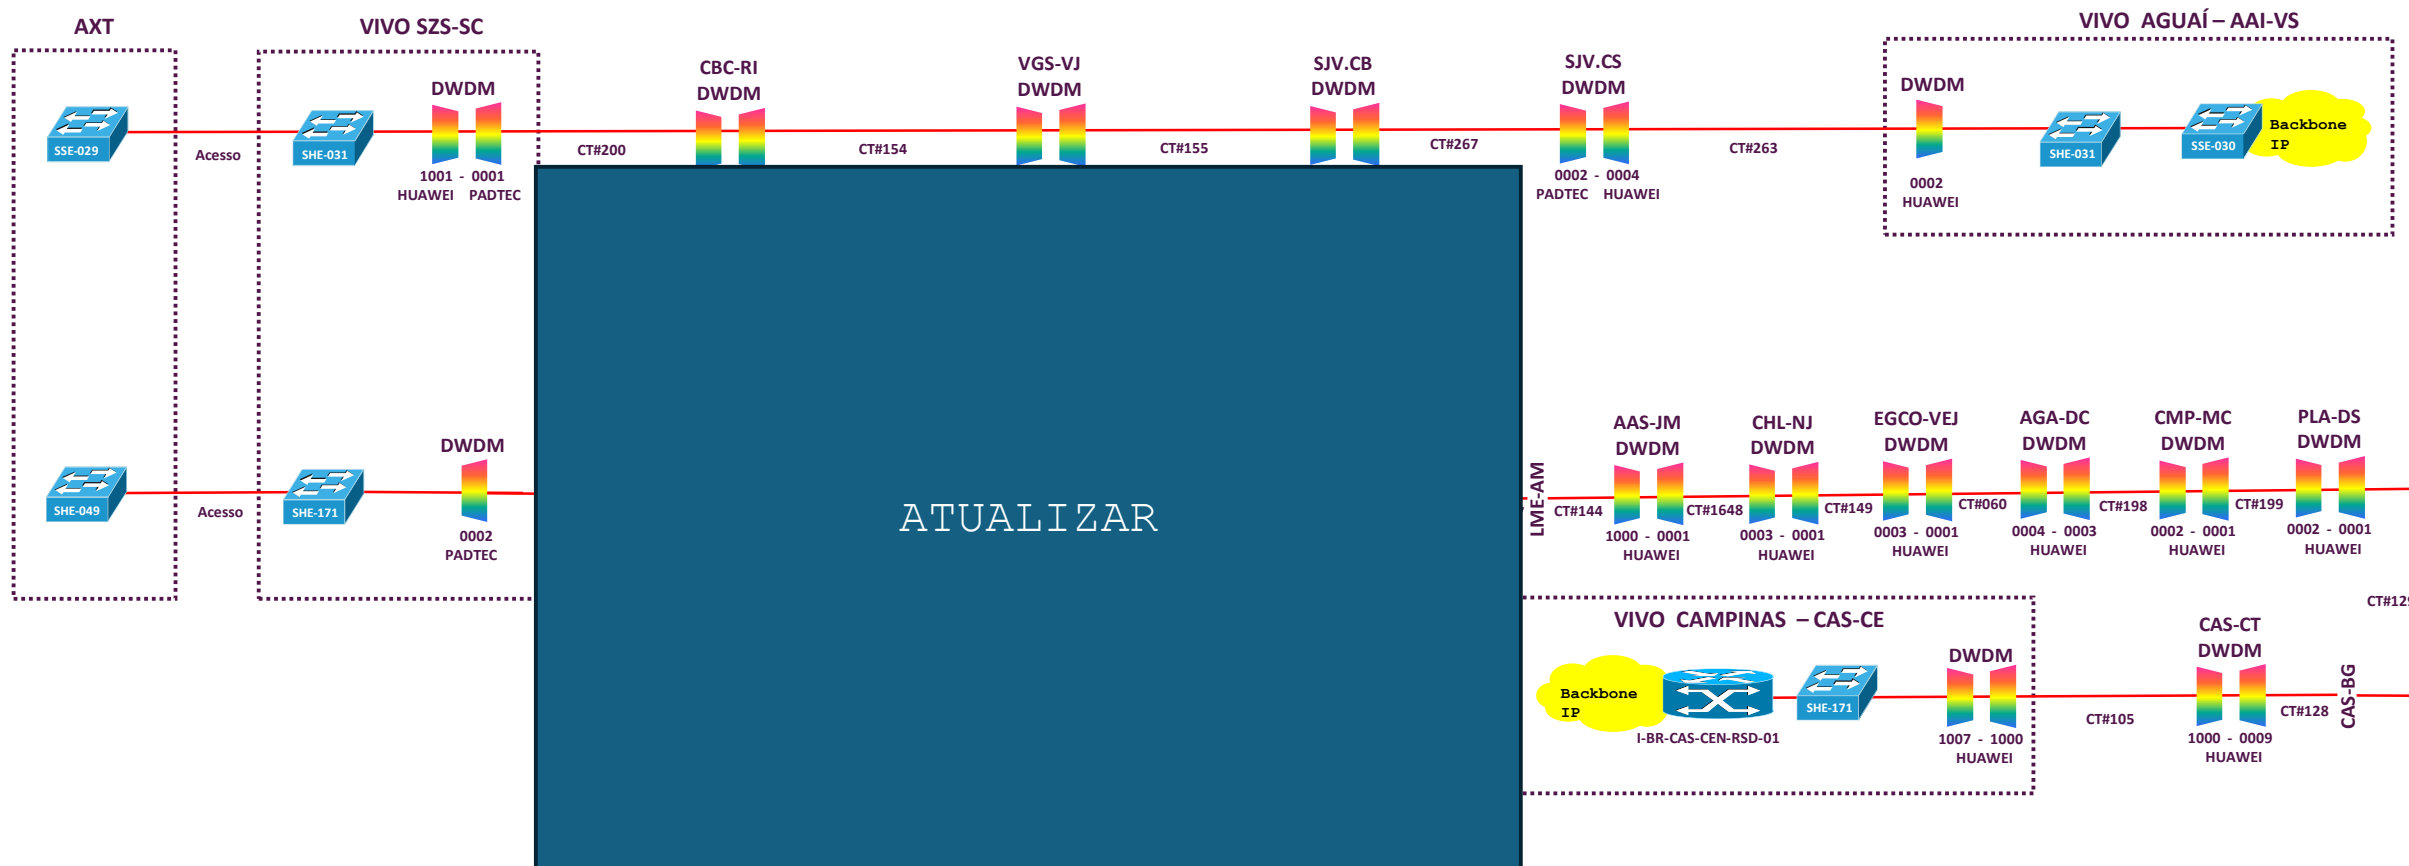 AXT
VIVO SZS-SC
VIVO AGUAÍ – AAI-VS
CBC-RI
DWDM
VGS-VJ
DWDM
SJV.CB
DWDM
SJV.CS
DWDM
DWDM
DWDM
SSE-029
Acesso
SHE-031
CT#200
CT#154
CT#155
CT#267
CT#263
SHE-031
SSE-030
Backbone
IP
1001 - 0001
HUAWEI PADTEC
0002 - 0004
PADTEC HUAWEI
0002
HUAWEI
DWDM
SHE-049
Acesso
SHE-171
0002
PADTEC
ATUALIZAR
LME-AM
AAS-JM
DWDM
CHL-NJ
DWDM
EGCO-VEJ
DWDM
AGA-DC
DWDM
CMP-MC
DWDM
PLA-DS
DWDM
CT#144
CT#1648
CT#149
CT#060
CT#198
CT#199
1000 - 0001
HUAWEI
0003 - 0001
HUAWEI
0003 - 0001
HUAWEI
0004 - 0003
HUAWEI
0002 - 0001
HUAWEI
0002 - 0001
HUAWEI
CT#129
VIVO CAMPINAS – CAS-CE
Backbone
IP
I-BR-CAS-CEN-RSD-01
SHE-171
DWDM
1007 - 1000
HUAWEI
CT#105
CAS-CT
DWDM
1000 - 0009
HUAWEI
CT#128
CAS-BG